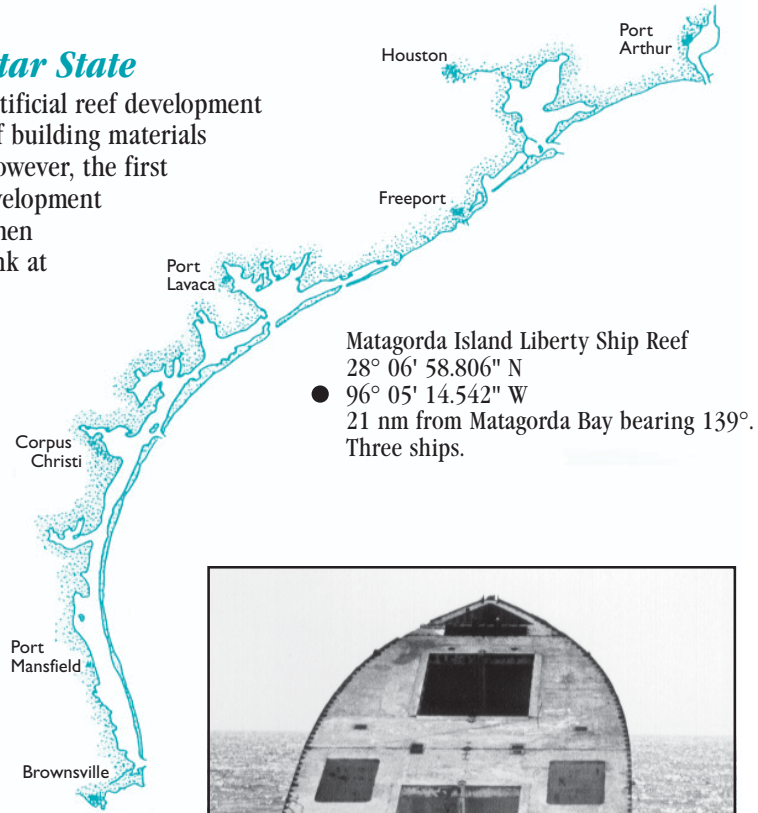 tar State
tificial reef development
f building materials
owever, the first
velopment
hen
nk at
Houston
Port
Arthur
Freeport
Port
Lavaca
Matagorda Island Liberty Ship Reef
28° 06' 58.806" N
96° 05' 14.542" W
21 nm from Matagorda Bay bearing 139°.
Three ships.
Corpus
Christi
Port
Mansfield
Brownsville